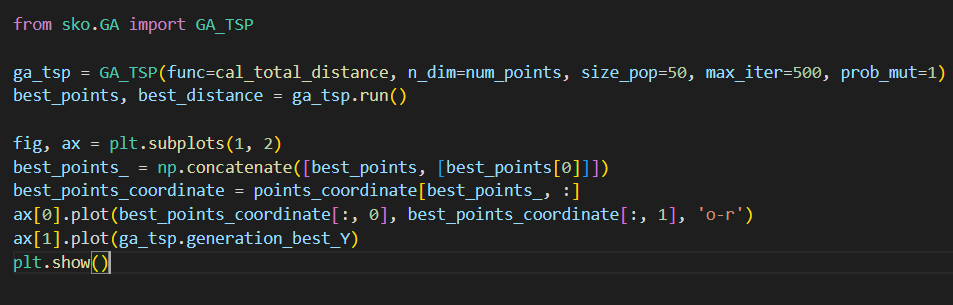 from sko.GA import GA_TSP
ga_tsp = GA_TSP(func=cal_total_distance, n_dim=num_points, size_pop=50, max_iter=500, prob_mut=1)
best_points, best_distance = ga_tsp.run()
fig, ax = plt.subplots(1, 2)
best_points_ = np.concatenate([best_points, [best_points[0]]])
best_points_coordinate = points_coordinate[best_points_, :]
ax[0].plot(best_points_coordinate[:, 0], best_points_coordinate[:, 1], 'o-r')
ax[1].plot(ga_tsp.generation_best_Y)
plt.show()